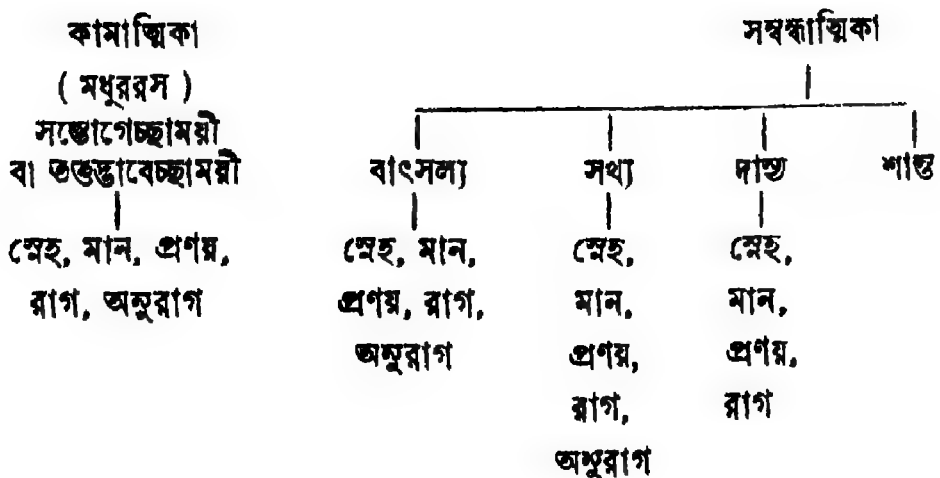 কামাত্মিকা
( মধুররস )
সম্ভোগেচ্ছাময়ী
বা তত্তদ্ভাবেচ্ছাময়ী
স্নেহ, মান, প্রণয়,
রাগ, অনুরাগ
সম্বন্ধাত্মিকা
বাৎসল্য
স্নেহ, মান,
প্রণয়, রাগ,
অনুরাগ
সখ্য
স্নেহ,
মান,
প্রণয়,
রাগ,
অনুরাগ
দাস্য
স্নেহ,
মান,
প্রণয়,
রাগ
শান্ত